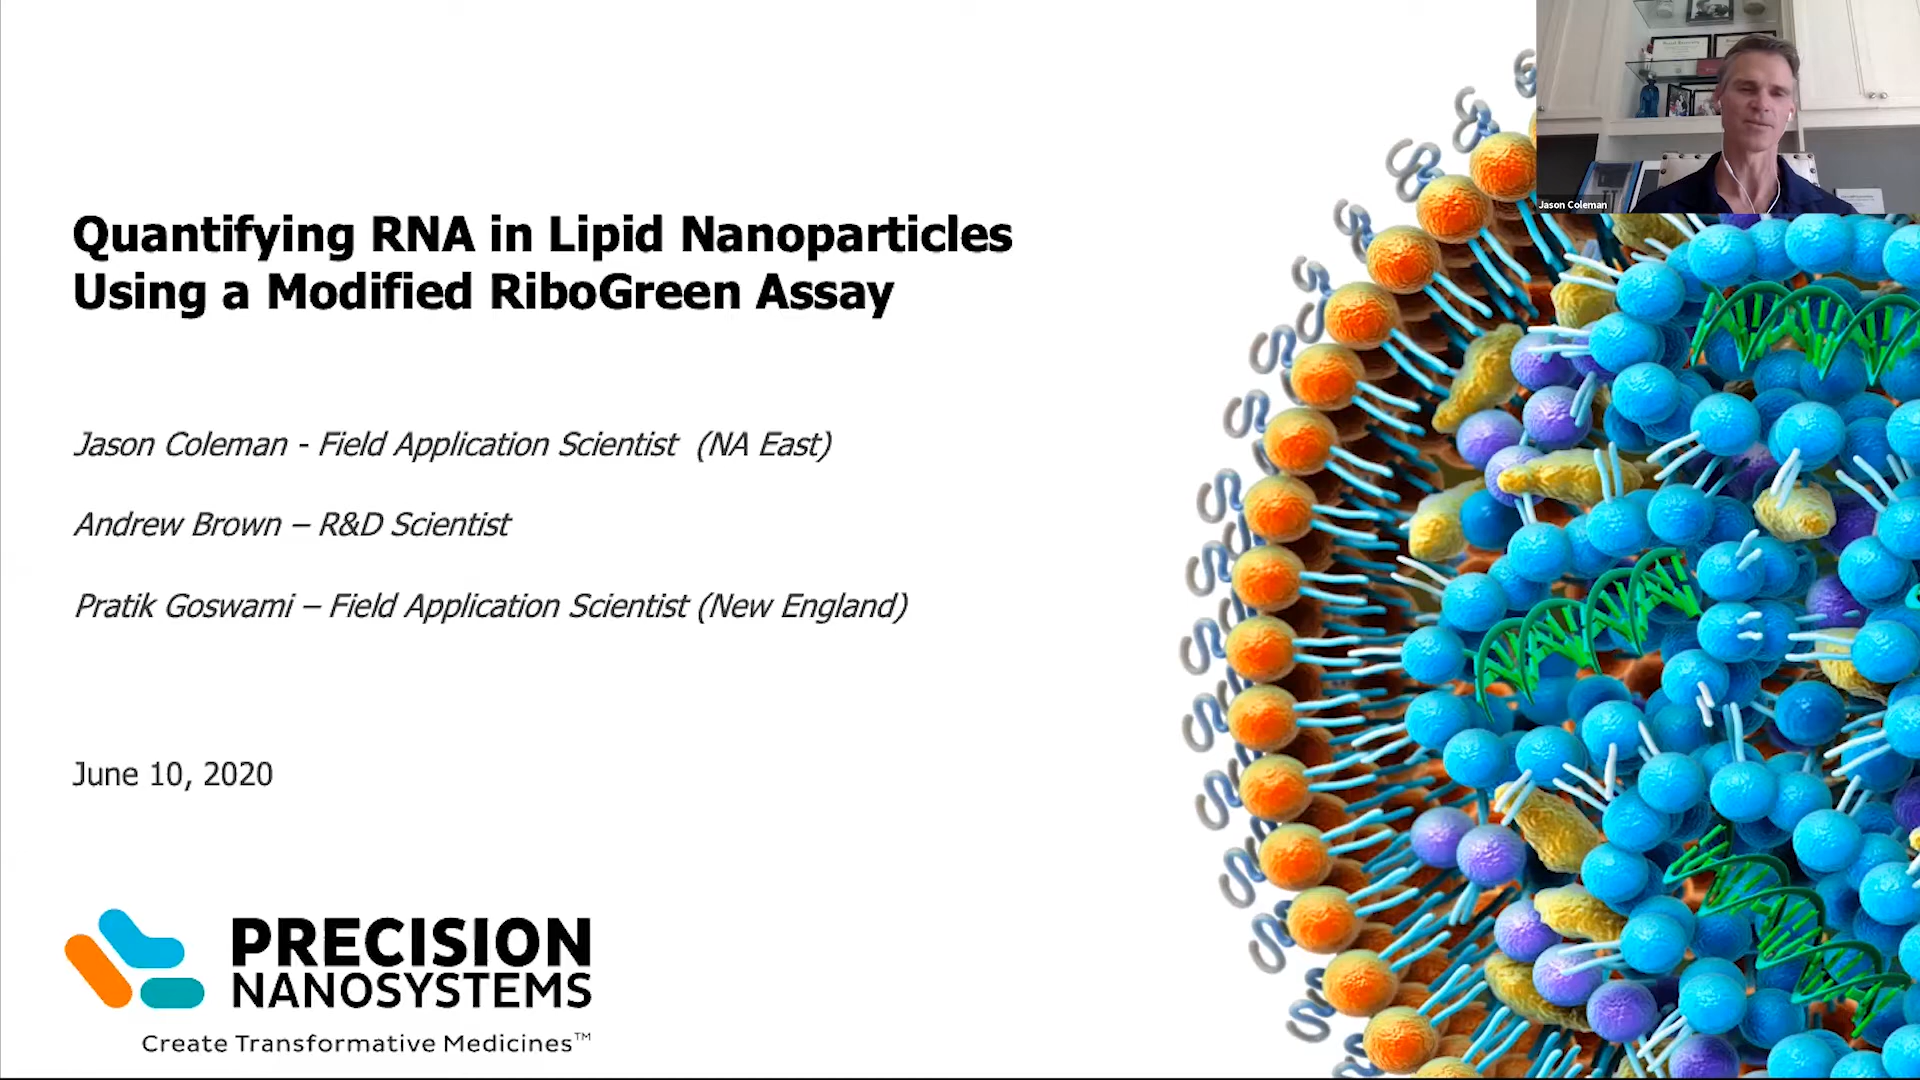 Quantifying RNA in Lipid Nanoparticles
Using a Modified RiboGreen Assay
Jason Coleman - Field Application Scientist (NA East)
Andrew Brown – R&D Scientist
Pratik Goswami – Field Application Scientist (New England)
June 10, 2020
PRECISION
NANOSYSTEMS
Create Transformative Medicines™
Jason Coleman